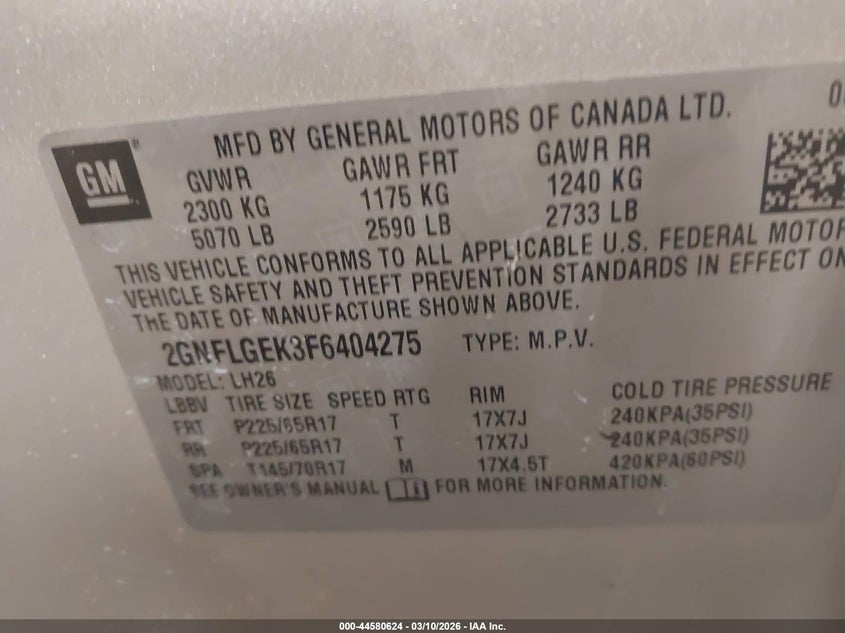 MFD BY GENERAL MOTORS OF CANADA LTD.
GM
GVWR GAWR FRT GAWR RR
2300 KG 1175 KG 1240 KG
5070 LB 2590 LB 2733 LB
THIS VEHICLE CONFORMS TO ALL APPLICABLE U.S. FEDERAL MOTOR
VEHICLE SAFETY AND THEFT PREVENTION STANDARDS IN EFFECT ON
THE DATE OF MANUFACTURE SHOWN ABOVE.
2GNFLGEK3F6404275 TYPE: M.P.V.
MODEL: LH26
LBBV TIRE SIZE SPEED RTG RIM COLD TIRE PRESSURE
FRT P225/65R17 T 17X7J 240KPA(35PSI)
RR P225/65R17 T 17X7J 240KPA(35PSI)
SPA T145/70R17 M 17X4.5T 420KPA(60PSI)
SEE OWNER'S MANUAL FOR MORE INFORMATION.
000-44580624 - 03/10/2026 - IAA Inc.